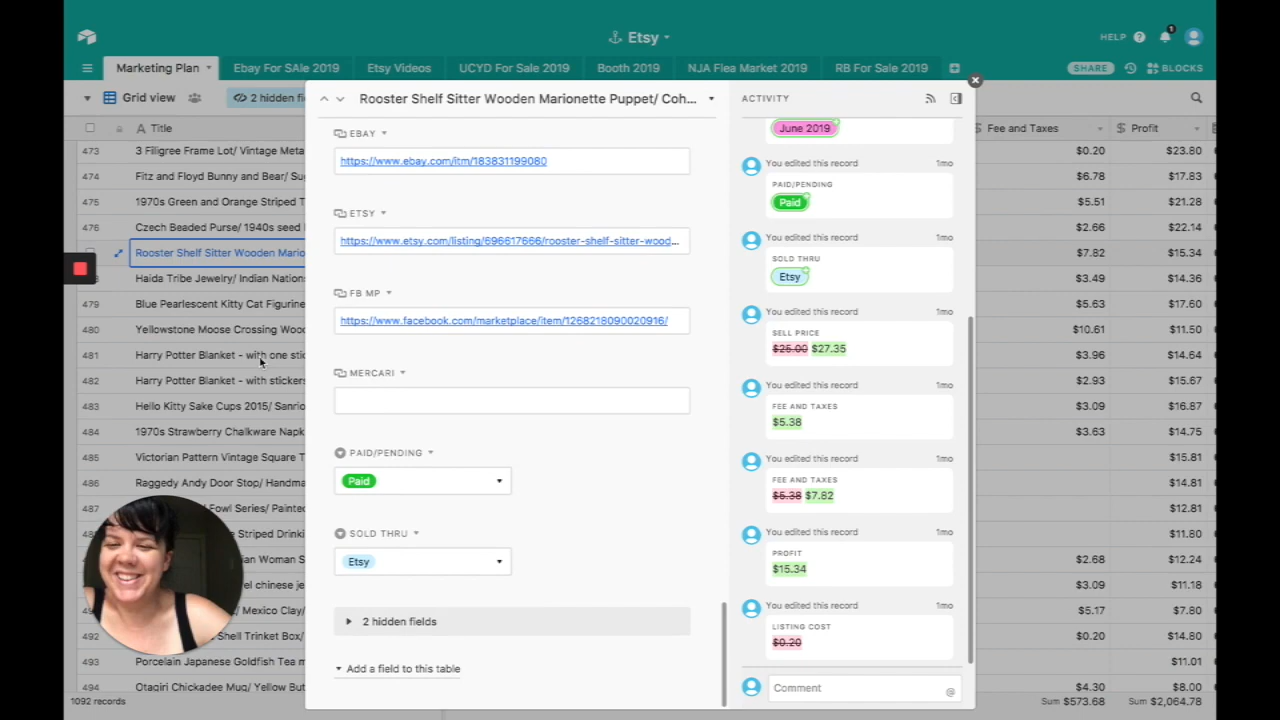 Etsy
HELP
1
Marketing Plan
Ebay For SAle 2019
Etsy Videos
UCYD For Sale 2019
Booth 2019
NJA Flea Market 2019
RB For Sale 2019
SHARE
BLOCKS
Grid view
2 hidden fi
Title
Fee and Taxes
Profit
473 3 Filigree Frame Lot/ Vintage Meta $0.20 $23.80
474 Fitz and Floyd Bunny and Bear/ Su $6.78 $17.83
475 1970s Green and Orange Striped T $5.51 $21.28
476 Czech Beaded Purse/ 1940s seed $2.66 $22.14
Rooster Shelf Sitter Wooden Mario $7.82 $15.34
Haida Tribe Jewelry/ Indian Nation $3.49 $14.36
479 Blue Pearlescent Kitty Cat Figurine $5.63 $17.60
480 Yellowstone Moose Crossing Woo $10.61 $11.50
481 Harry Potter Blanket - with one stic $3.96 $14.64
482 Harry Potter Blanket - with stickers $2.93 $15.67
483 Hello Kitty Sake Cups 2015/ Sanrio $3.09 $16.87
484 1970s Strawberry Chalkware Napk $3.63 $14.75
485 Victorian Pattern Vintage Square T $15.81
486 Raggedy Andy Door Stop/ Handma $14.81
Fowl Series/ Painte $12.81
Striped Drinki $11.80
ian Woman S $2.68 $12.24
el chinese je $3.09 $11.18
/ Mexico Clay/ $5.17 $7.80
492 Shell Trinket Box/ $0.20 $14.80
493 Porcelain Japanese Goldfish Tea m $11.01
494 Otagiri Chickadee Mug/ Yellow But $4.30 $8.00
1092 records
Sum $573.68
Sum $2,064.78
Rooster Shelf Sitter Wooden Marionette Puppet/ Coh...
EBAY
https://www.ebay.com/itm/183831199080
ETSY
https://www.etsy.com/listing/696617666/rooster-shelf-sitter-wood...
FB MP
https://www.facebook.com/marketplace/item/1268218090020916/
MERCARI
PAID/PENDING
Paid
SOLD THRU
Etsy
2 hidden fields
Add a field to this table
ACTIVITY
June 2019
You edited this record 1mo
PAID/PENDING
Paid
You edited this record 1mo
SOLD THRU
Etsy
You edited this record 1mo
SELL PRICE
$25.00 $27.35
You edited this record 1mo
FEE AND TAXES
$5.38
You edited this record 1mo
FEE AND TAXES
$5.38 $7.82
You edited this record 1mo
PROFIT
$15.34
You edited this record 1mo
LISTING COST
$0.20
Comment
@